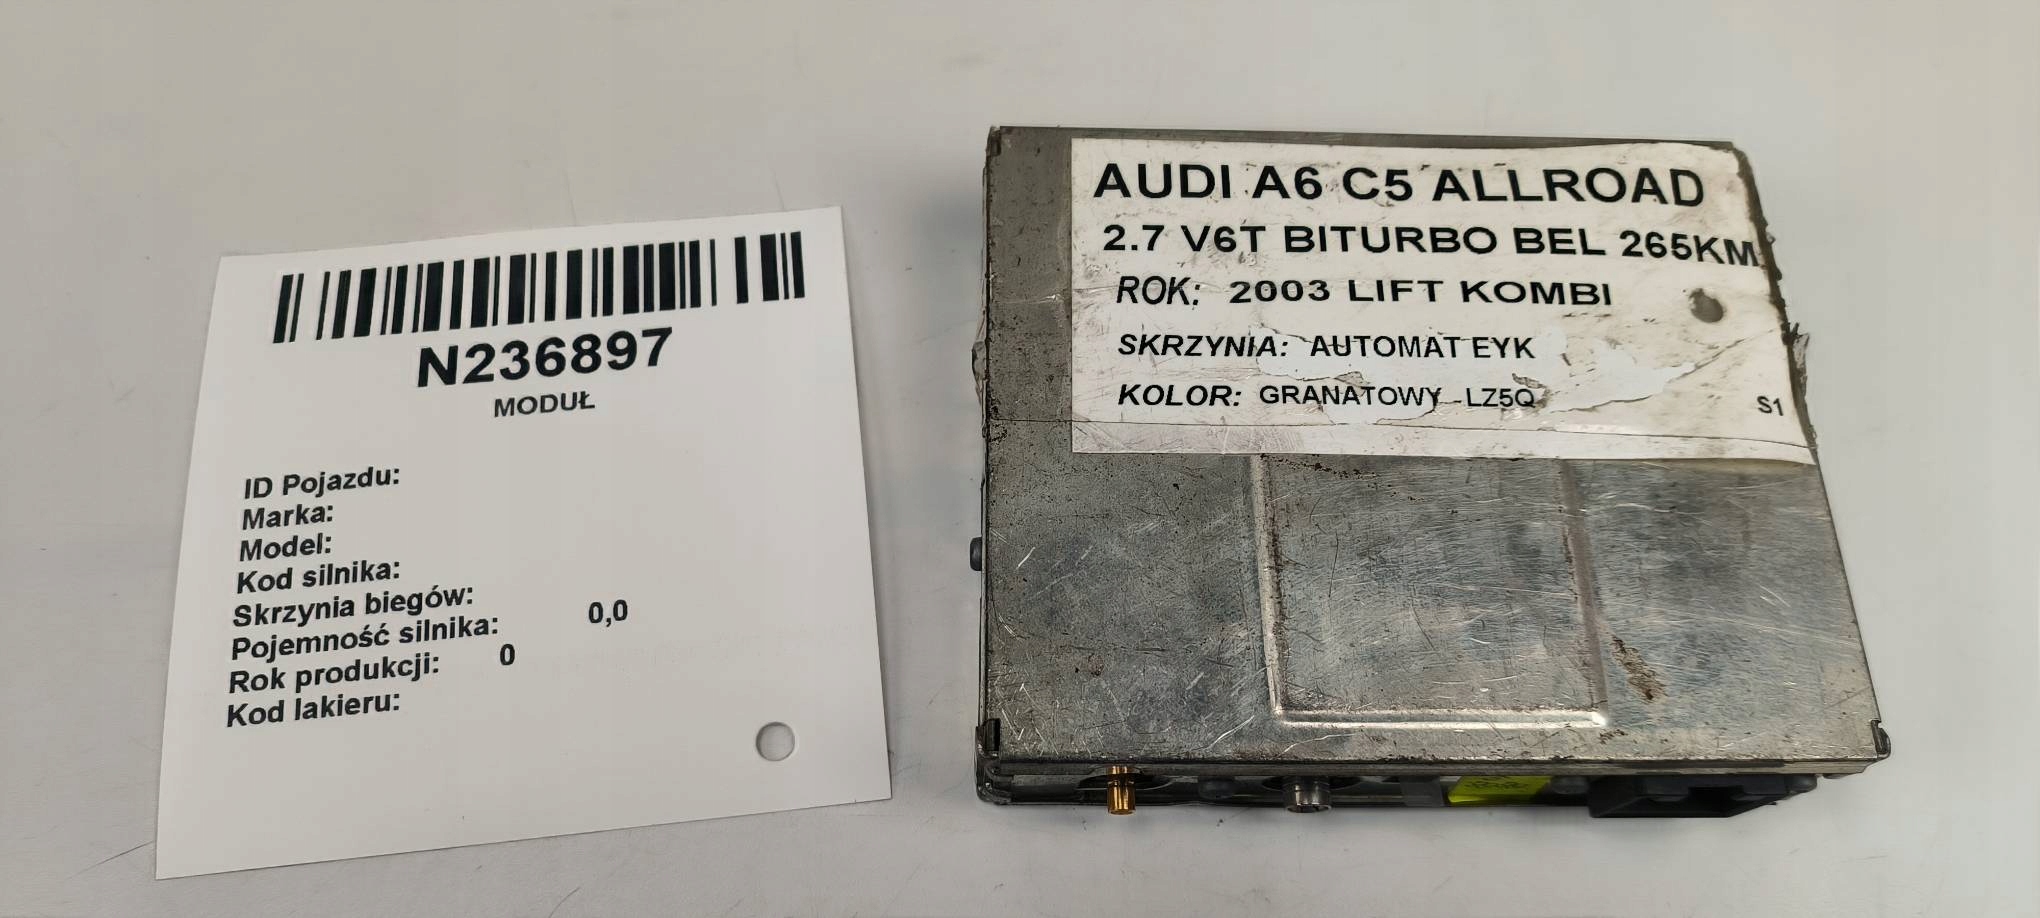 N236897
MODUŁ
ID Pojazdu:
Marka:
Model:
Kod silnika:
Skrzynia biegów:
Pojemność silnika: 0,0
Rok produkcji: 0
Kod lakieru:
AUDI A6 C5 ALLROAD
2.7 V6T BITURBO BEL 265KM
ROK: 2003 LIFT KOMBI
SKRZYNIA: AUTOMAT EYK
KOLOR: GRANATOWY -LZ5Q
S1